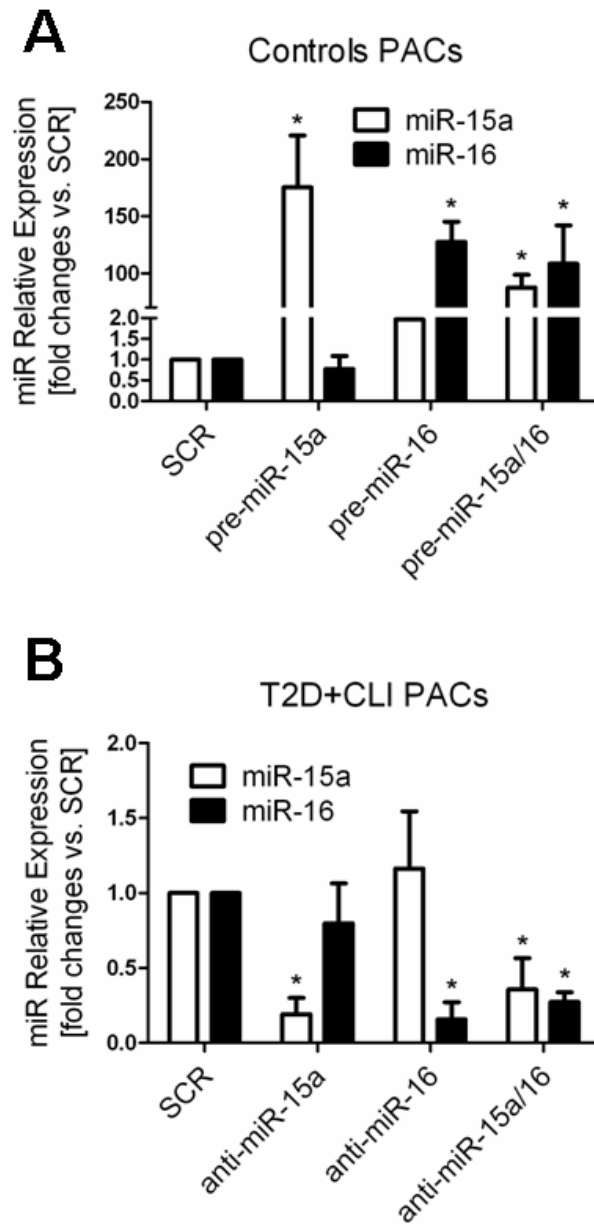 A
Controls PACs
miR Relative Expression
[fold changes vs. SCR]
250
200
150
100
2.0
1.5
1.0
0.5
0.0
miR-15a
miR-16
*
*
*
*
SCR
pre-miR-15a
pre-miR-16
pre-miR-15a/16
B
T2D+CLI PACs
miR Relative Expression
[fold changes vs. SCR]
2.0
1.5
1.0
0.5
0.0
miR-15a
miR-16
*
*
*
*
SCR
anti-miR-15a
anti-miR-16
anti-miR-15a/16